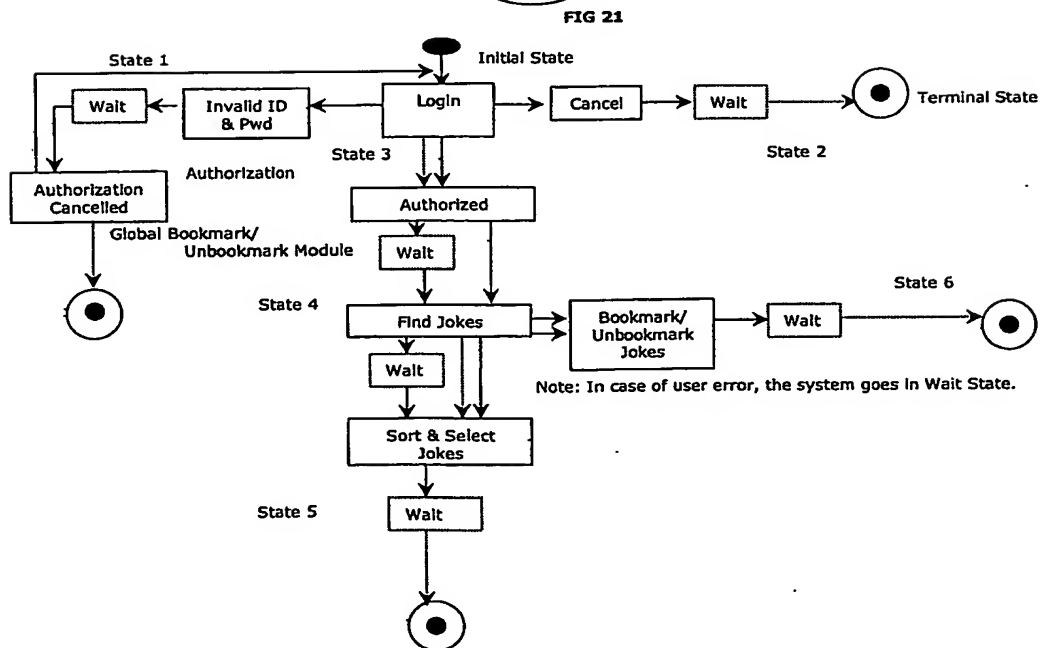 FIG 21
Initial State
State 1
Login
Wait
Invalid ID
& Pwd
Cancel
Wait
Terminal State
State 2
State 3
Authorization
Authorization
Cancelled
Authorized
Global Bookmark/
Unbookmark Module
Wait
State 4
Find Jokes
Bookmark/
Unbookmark
Jokes
Wait
State 6
Wait
Note: In case of user error, the system goes in Wait State.
Sort & Select
Jokes
State 5
Wait